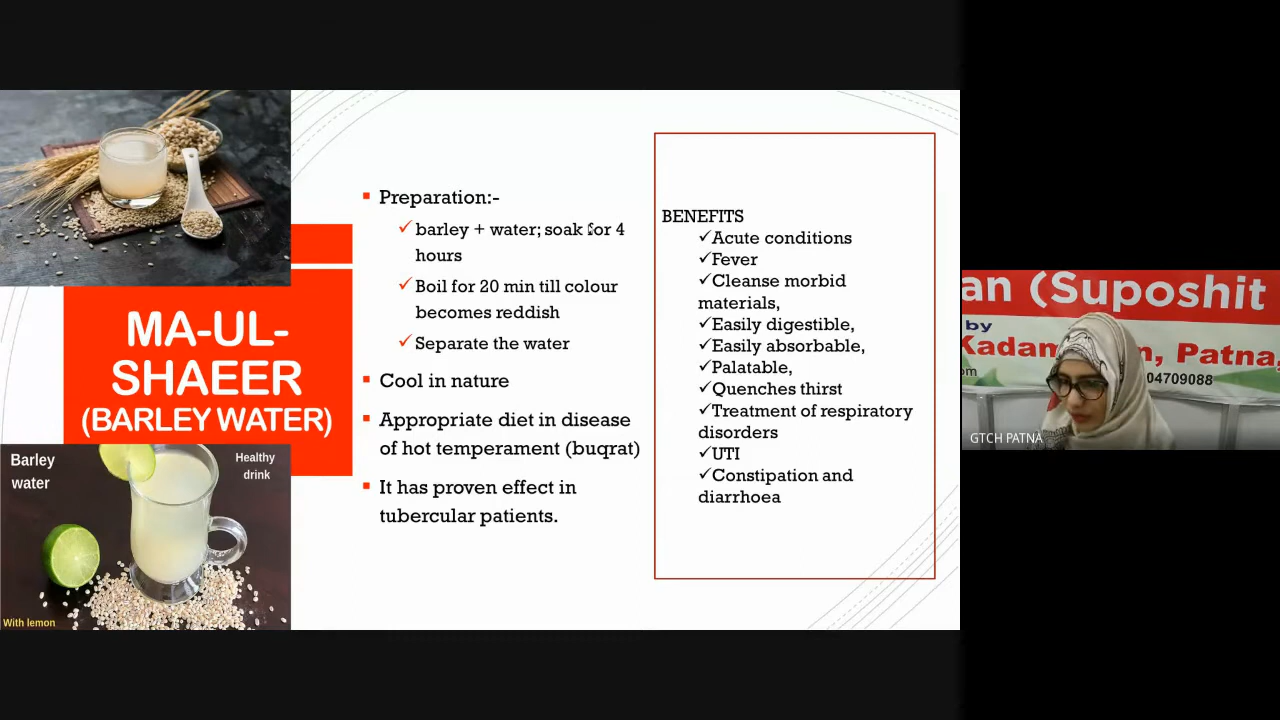 MA-UL-
SHAEER
(BARLEY WATER)
Barley
water
Healthy
drink
With lemon
Preparation:-
barley + water; soak for 4
hours
Boil for 20 min till colour
becomes reddish
Separate the water
Cool in nature
Appropriate diet in disease
of hot temperament (buqrat)
It has proven effect in
tubercular patients.
BENEFITS
Acute conditions
Fever
Cleanse morbid
materials,
Easily digestible,
Easily absorbable,
Palatable,
Quenches thirst
Treatment of respiratory
disorders
UTI
Constipation and
diarrhoea
an (Suposhit
by
Kadam n, Patna,
om 04709088
GTCH PATNA